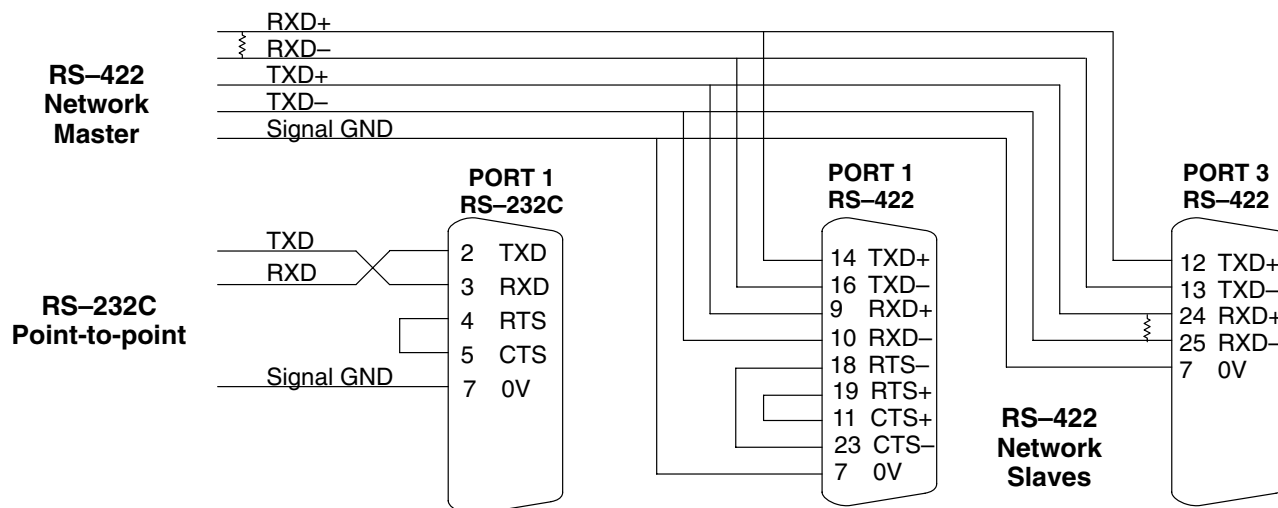 RXD+
RXD–
TXD+
TXD–
Signal GND
RS–422
Network
Master
PORT 1
RS–232C
TXD
RXD
Signal GND
RS–232C
Point-to-point
2 TXD
3 RXD
4 RTS
5 CTS
7 0V
PORT 1
RS–422
14 TXD+
16 TXD–
9 RXD+
10 RXD–
18 RTS–
19 RTS+
11 CTS+
23 CTS–
7 0V
RS–422
Network
Slaves
PORT 3
RS–422
12 TXD+
13 TXD–
24 RXD+
25 RXD–
7 0V